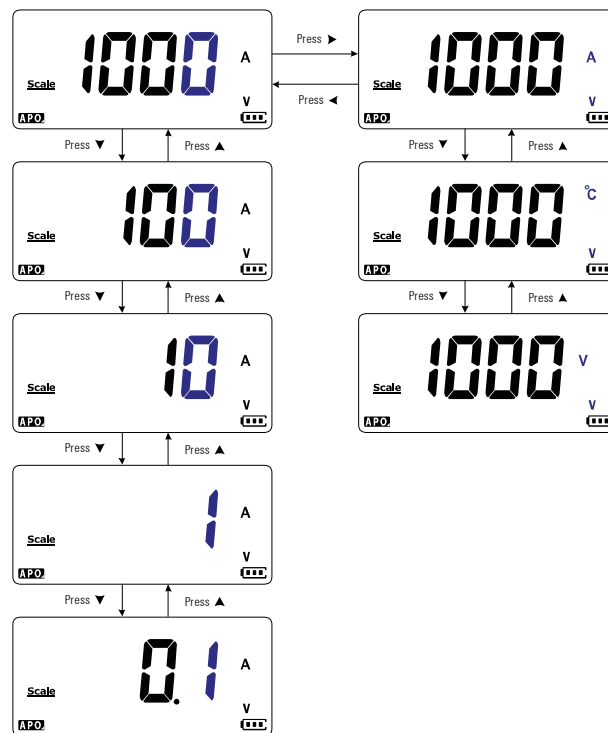 1000 A
Scale
V
APO
Press ►
Press ◄
1000 A
Scale
V
APO
Press ▼
Press ▲
100 A
Scale
V
APO
Press ▼
Press ▲
1000 °C
Scale
V
APO
Press ▼
Press ▲
10 A
Scale
V
APO
Press ▼
Press ▲
1000 V
Scale
V
APO
Press ▼
Press ▲
1 A
Scale
V
APO
Press ▼
Press ▲
0.1 A
Scale
V
APO